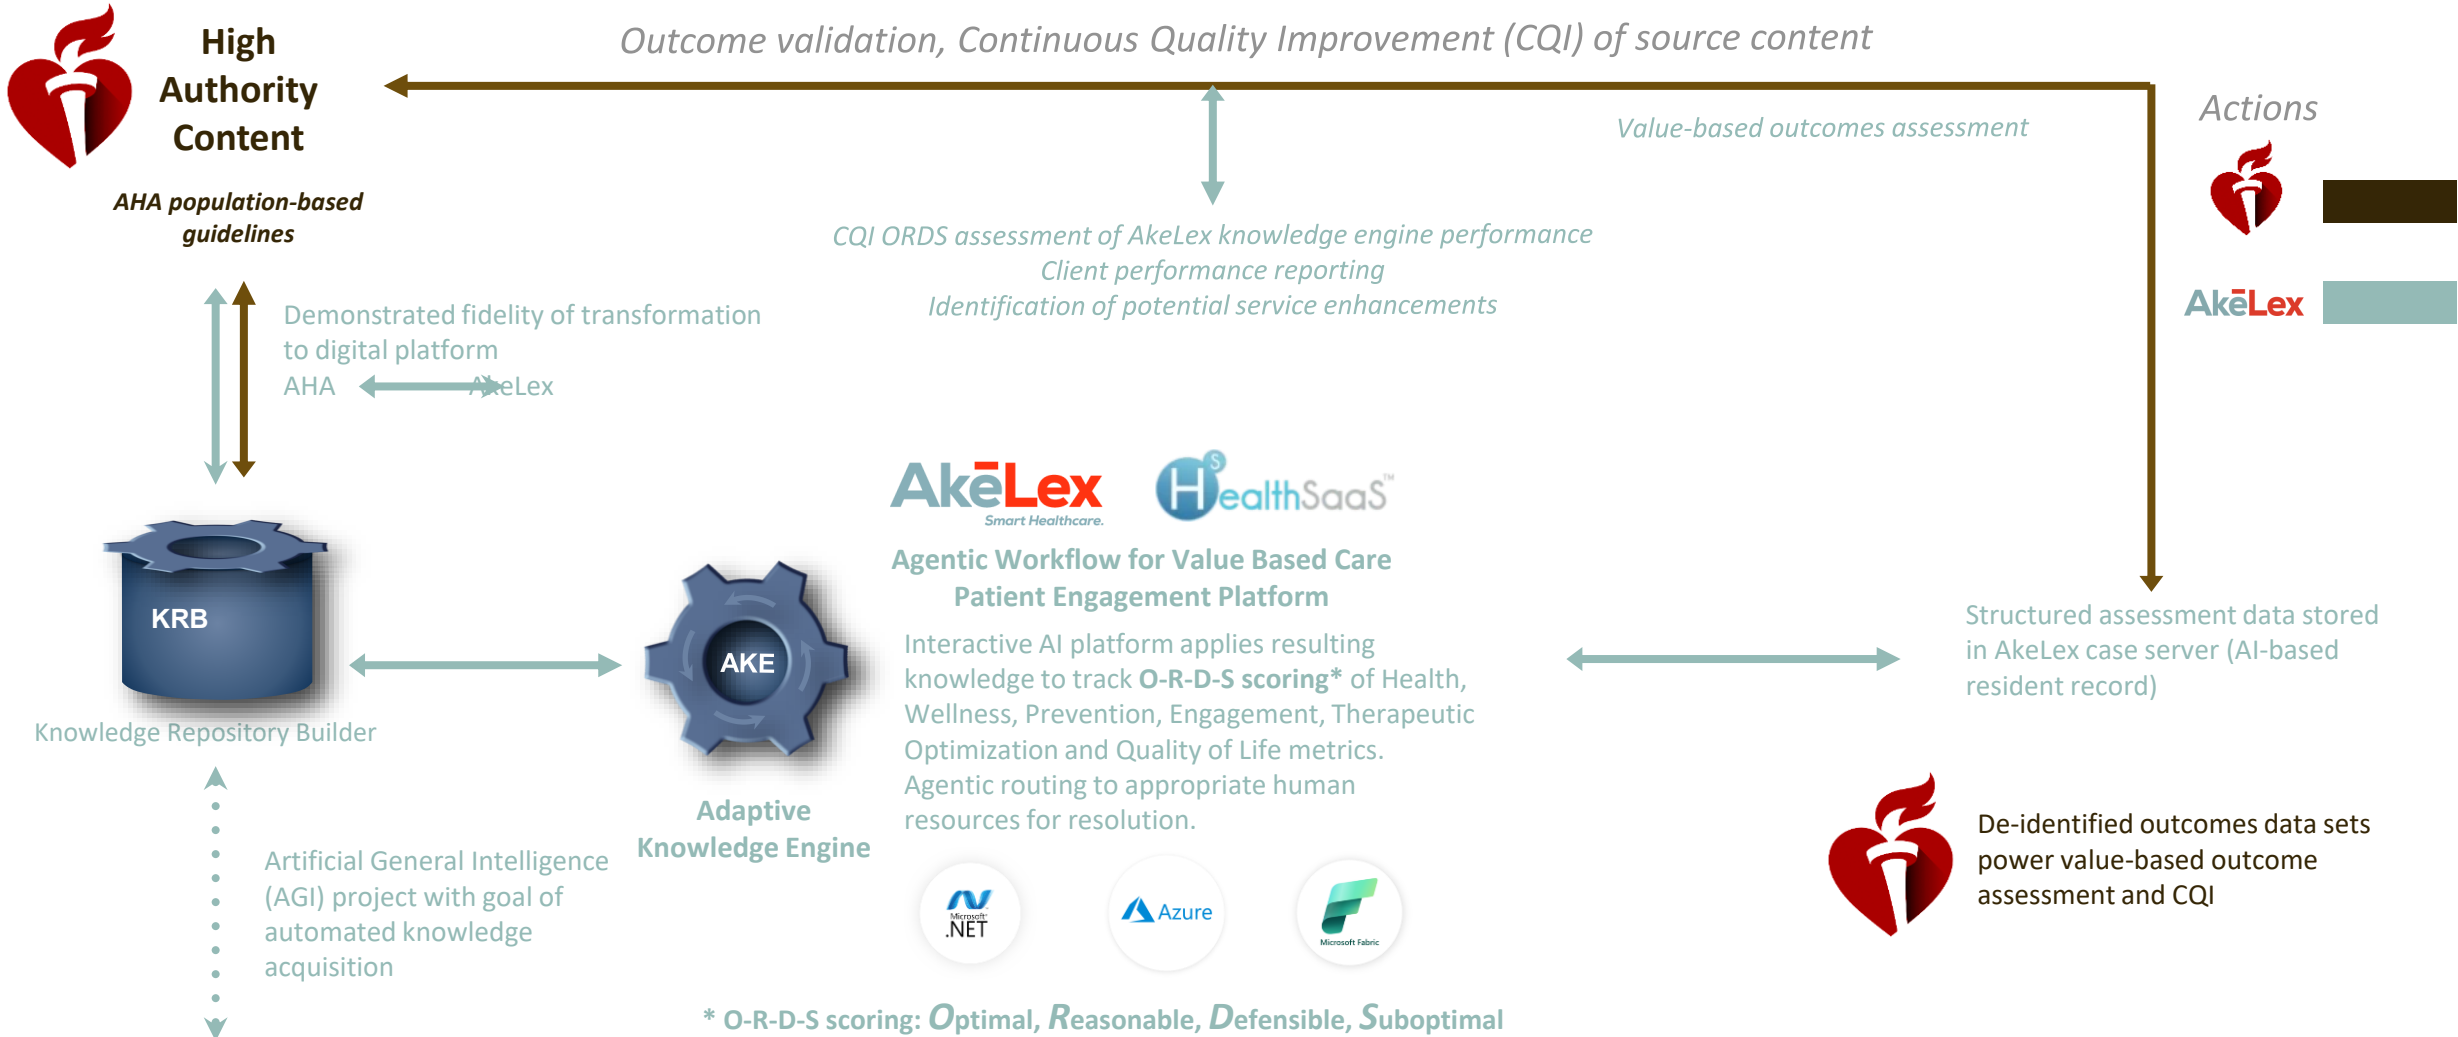 High
Authority
Content
AHA population-based
guidelines
Outcome validation, Continuous Quality Improvement (CQI) of source content
Value-based outcomes assessment
Actions
AkēLex
CQI ORDS assessment of AkeLex knowledge engine performance
Client performance reporting
Identification of potential service enhancements
Demonstrated fidelity of transformation
to digital platform
AHA AkeLex
KRB
Knowledge Repository Builder
AKE
Adaptive
Knowledge Engine
AkēLex
Smart Healthcare.
HealthSaaS™
S
Agentic Workflow for Value Based Care
Patient Engagement Platform
Interactive AI platform applies resulting
knowledge to track O-R-D-S scoring* of Health,
Wellness, Prevention, Engagement, Therapeutic
Optimization and Quality of Life metrics.
Agentic routing to appropriate human
resources for resolution.
Microsoft®
.NET
Azure
Microsoft Fabric
Structured assessment data stored
in AkeLex case server (AI-based
resident record)
De-identified outcomes data sets
power value-based outcome
assessment and CQI
Artificial General Intelligence
(AGI) project with goal of
automated knowledge
acquisition
* O-R-D-S scoring: Optimal, Reasonable, Defensible, Suboptimal